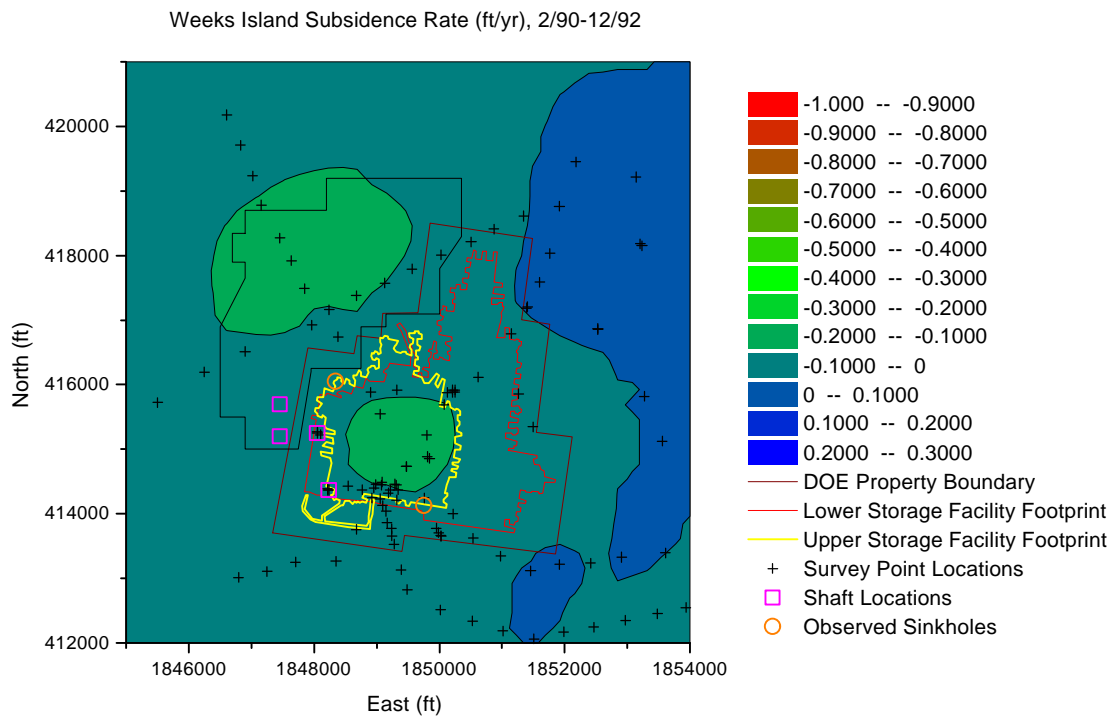 Weeks Island Subsidence Rate (ft/yr), 2/90-12/92
420000
418000
416000
414000
412000
North (ft)
1846000 1848000 1850000 1852000 1854000
East (ft)
-1.000 -- -0.9000
-0.9000 -- -0.8000
-0.8000 -- -0.7000
-0.7000 -- -0.6000
-0.6000 -- -0.5000
-0.5000 -- -0.4000
-0.4000 -- -0.3000
-0.3000 -- -0.2000
-0.2000 -- -0.1000
-0.1000 -- 0
0 -- 0.1000
0.1000 -- 0.2000
0.2000 -- 0.3000
DOE Property Boundary
Lower Storage Facility Footprint
Upper Storage Facility Footprint
Survey Point Locations
Shaft Locations
Observed Sinkholes